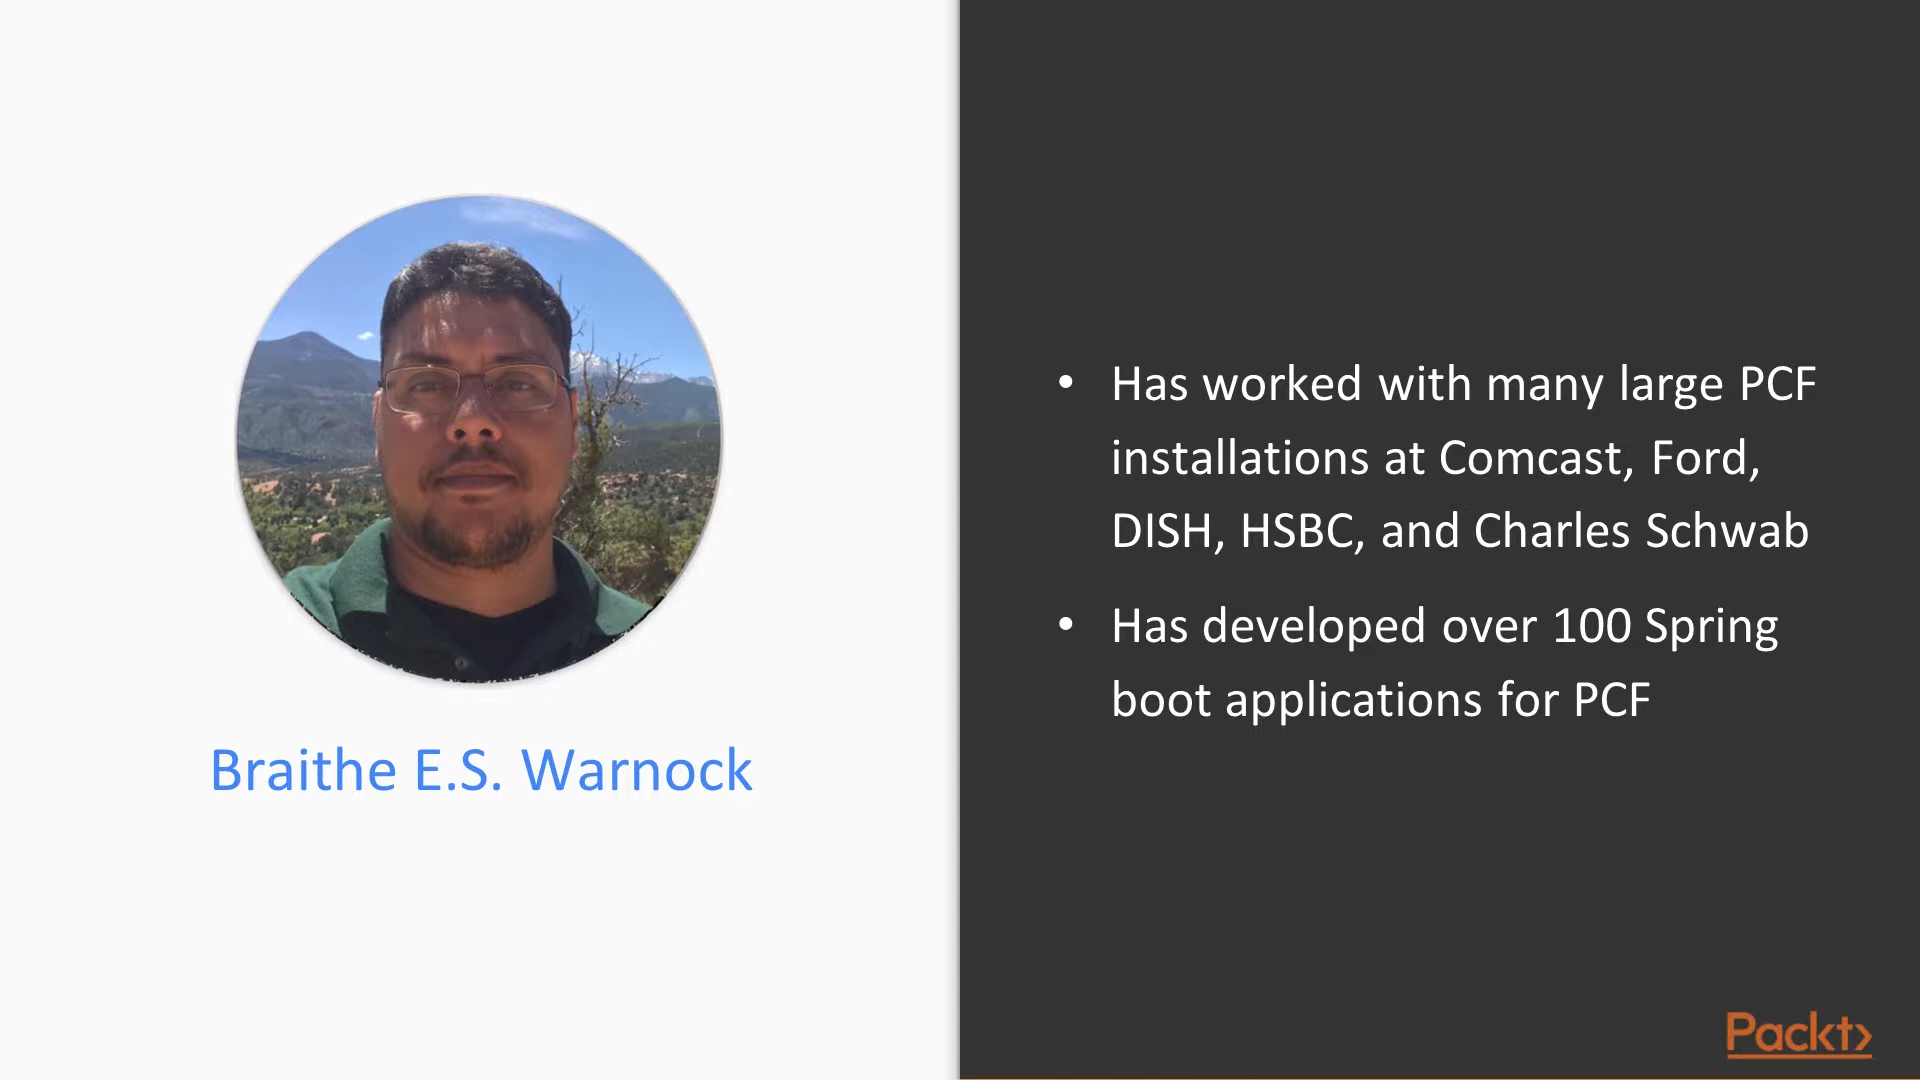 Braithe E.S. Warnock
• Has worked with many large PCF
installations at Comcast, Ford,
DISH, HSBC, and Charles Schwab
• Has developed over 100 Spring
boot applications for PCF
Packt>